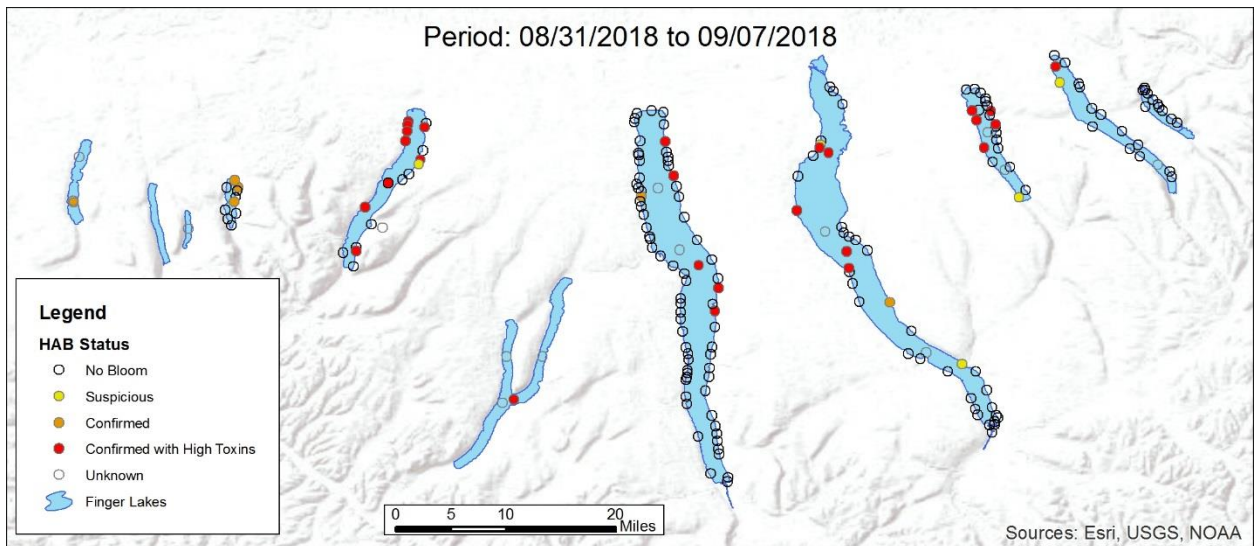 Period: 08/31/2018 to 09/07/2018
Legend
HAB Status
No Bloom
Suspicious
Confirmed
Confirmed with High Toxins
Unknown
Finger Lakes
0 5 10 20
Miles
Sources: Esri, USGS, NOAA